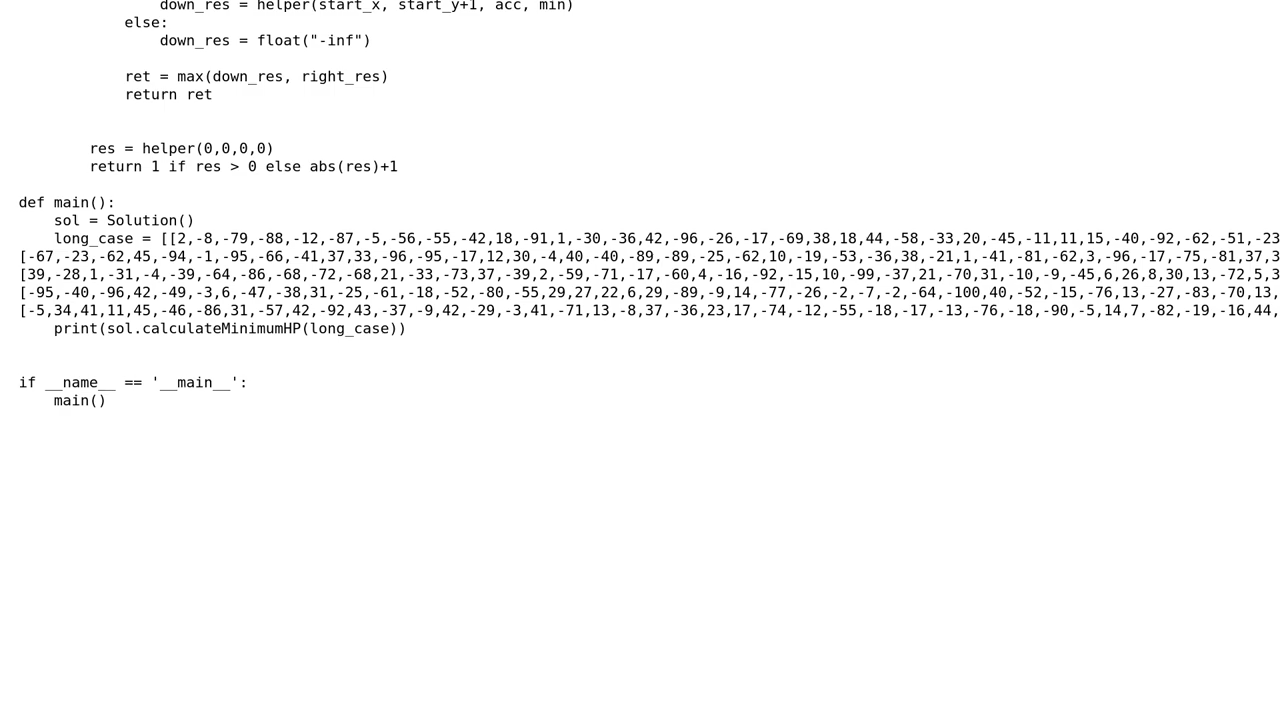 down_res = helper(start_x, start_y+1, acc, min)
else:
down_res = float("-inf")
ret = max(down_res, right_res)
return ret
res = helper(0,0,0,0)
return 1 if res > 0 else abs(res)+1
def main():
sol = Solution()
long_case = [[2,-8,-79,-88,-12,-87,-5,-56,-55,-42,18,-91,1,-30,-36,42,-96,-26,-17,-69,38,18,44,-58,-33,20,-45,-11,11,15,-40,-92,-62,-51,-23
[-67,-23,-62,45,-94,-1,-95,-66,-41,37,33,-96,-95,-17,12,30,-4,40,-40,-89,-89,-25,-62,10,-19,-53,-36,38,-21,1,-41,-81,-62,3,-96,-17,-75,-81,37,3
[39,-28,1,-31,-4,-39,-64,-86,-68,-72,-68,21,-33,-73,37,-39,2,-59,-71,-17,-60,4,-16,-92,-15,10,-99,-37,21,-70,31,-10,-9,-45,6,26,8,30,13,-72,5,3
[-95,-40,-96,42,-49,-3,6,-47,-38,31,-25,-61,-18,-52,-80,-55,29,27,22,6,29,-89,-9,14,-77,-26,-2,-7,-2,-64,-100,40,-52,-15,-76,13,-27,-83,-70,13,
[-5,34,41,11,45,-46,-86,31,-57,42,-92,43,-37,-9,42,-29,-3,41,-71,13,-8,37,-36,23,17,-74,-12,-55,-18,-17,-13,-76,-18,-90,-5,14,7,-82,-19,-16,44,
print(sol.calculateMinimumHP(long_case))
if __name__ == '__main__':
main()